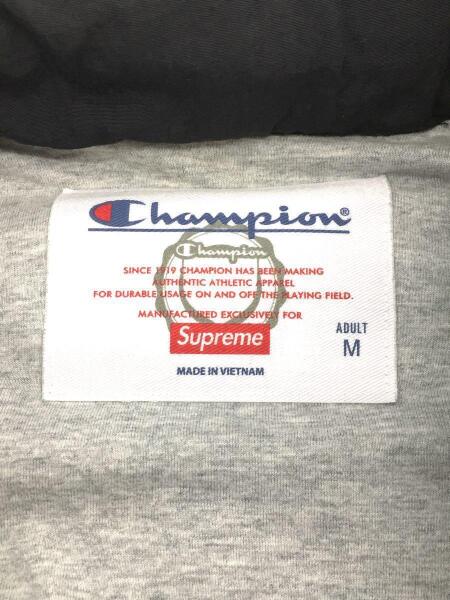 Champion®
Champion
SINCE 1919 CHAMPION HAS BEEN MAKING
AUTHENTIC ATHLETIC APPAREL
FOR DURABLE USAGE ON AND OFF THE PLAYING FIELD.
MANUFACTURED EXCLUSIVELY FOR
Supreme
ADULT
M
MADE IN VIETNAM